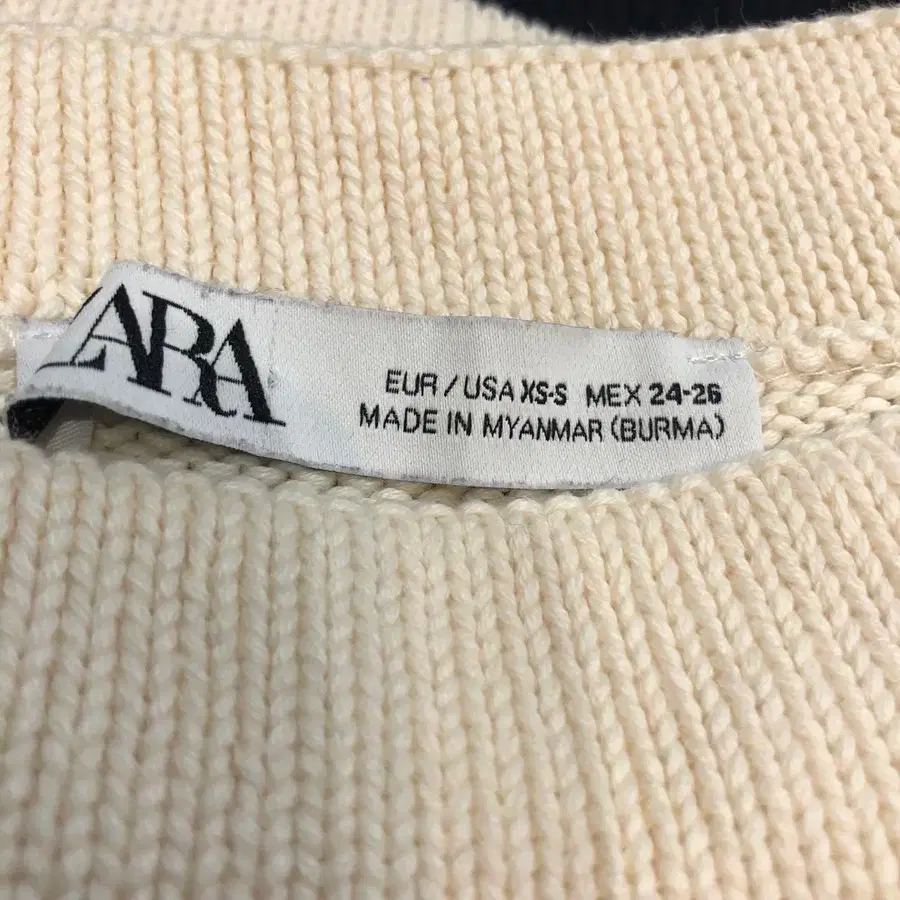 ZARA
EUR / USA XS-S MEX 24-26
MADE IN MYANMAR (BURMA)